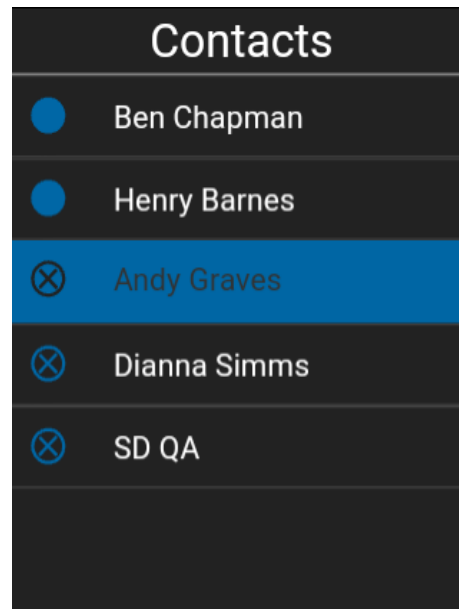 Contacts
Ben Chapman
Henry Barnes
Andy Graves
Dianna Simms
SD QA